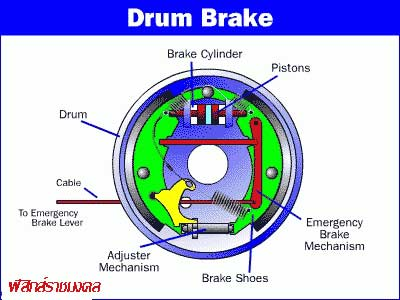 Drum Brake
Brake Cylinder
Pistons
Drum
Cable
To Emergency
Brake Lever
Adjuster
Mechanism
Brake Shoes
Emergency
Brake
Mechanism
ฟิสิกส์ราชมงคล